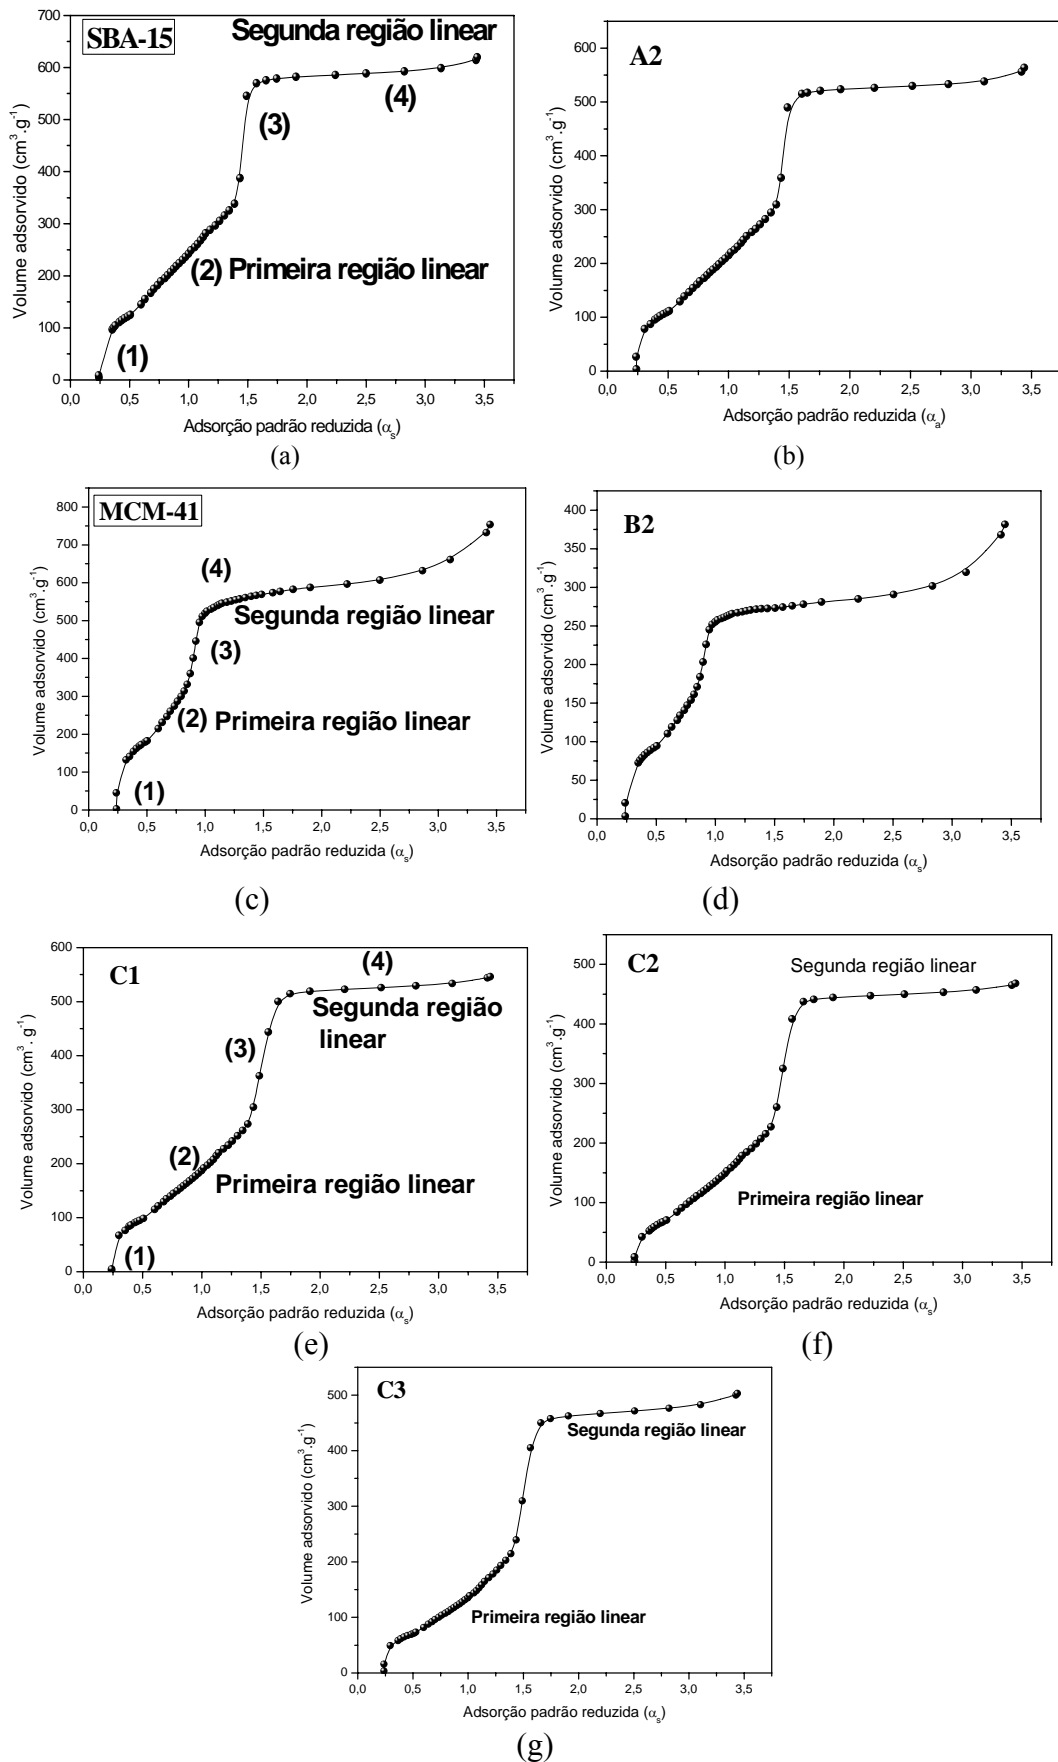 SBA-15
Segunda região linear
(4)
(3)
(2) Primeira região linear
(1)
Volume adsorvido (cm³.g⁻¹)
700
600
500
400
300
200
100
0
0,0 0,5 1,0 1,5 2,0 2,5 3,0 3,5
Adsorção padrão reduzida (αs)
(a)
A2
Volume adsorvido (cm³.g⁻¹)
600
500
400
300
200
100
0
0,0 0,5 1,0 1,5 2,0 2,5 3,0 3,5
Adsorção padrão reduzida (αa)
(b)
MCM-41
(4)
Segunda região linear
(3)
(2) Primeira região linear
(1)
Volume adsorvido (cm³.g⁻¹)
800
700
600
500
400
300
200
100
0
0,0 0,5 1,0 1,5 2,0 2,5 3,0 3,5
Adsorção padrão reduzida (αs)
(c)
B2
Volume adsorvido (cm³.g⁻¹)
400
350
300
250
200
150
100
50
0
0,0 0,5 1,0 1,5 2,0 2,5 3,0 3,5
Adsorção padrão reduzida (αs)
(d)
C1
(4)
Segunda região
linear
(3)
(2)
Primeira região linear
(1)
Volume adsorvido (cm³. g⁻¹)
600
500
400
300
200
100
0
0,0 0,5 1,0 1,5 2,0 2,5 3,0 3,5
Adsorção padrão reduzida (αs)
(e)
C2
Segunda região linear
Primeira região linear
Volume adsorvido (cm³.g⁻¹)
500
400
300
200
100
0
0,0 0,5 1,0 1,5 2,0 2,5 3,0 3,5
Adsorção padrão reduzida (αs)
(f)
C3
Segunda região linear
Primeira região linear
Volume adsorvido (cm³.g⁻¹)
500
400
300
200
100
0
0,0 0,5 1,0 1,5 2,0 2,5 3,0 3,5
Adsorção padrão reduzida (αs)
(g)